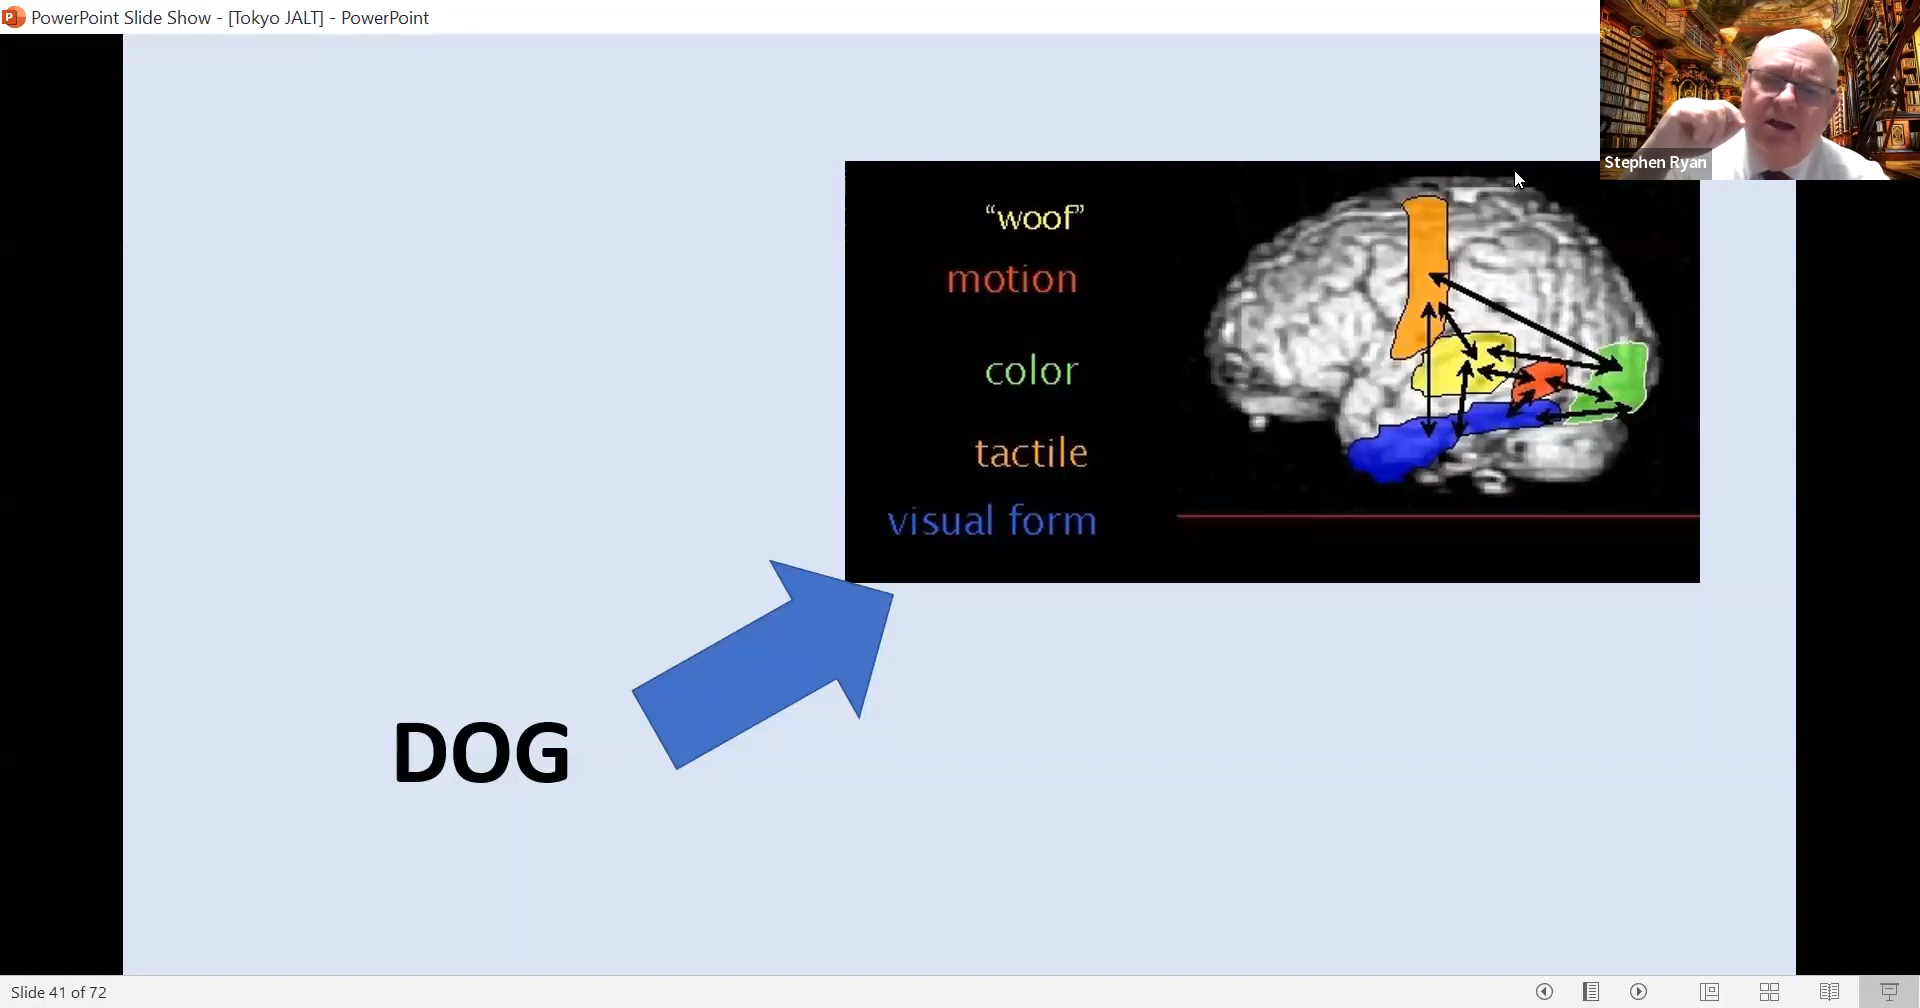 PowerPoint Slide Show - [Tokyo JALT] - PowerPoint
Stephen Ryan
“woof”
motion
color
tactile
visual form
DOG
Slide 41 of 72